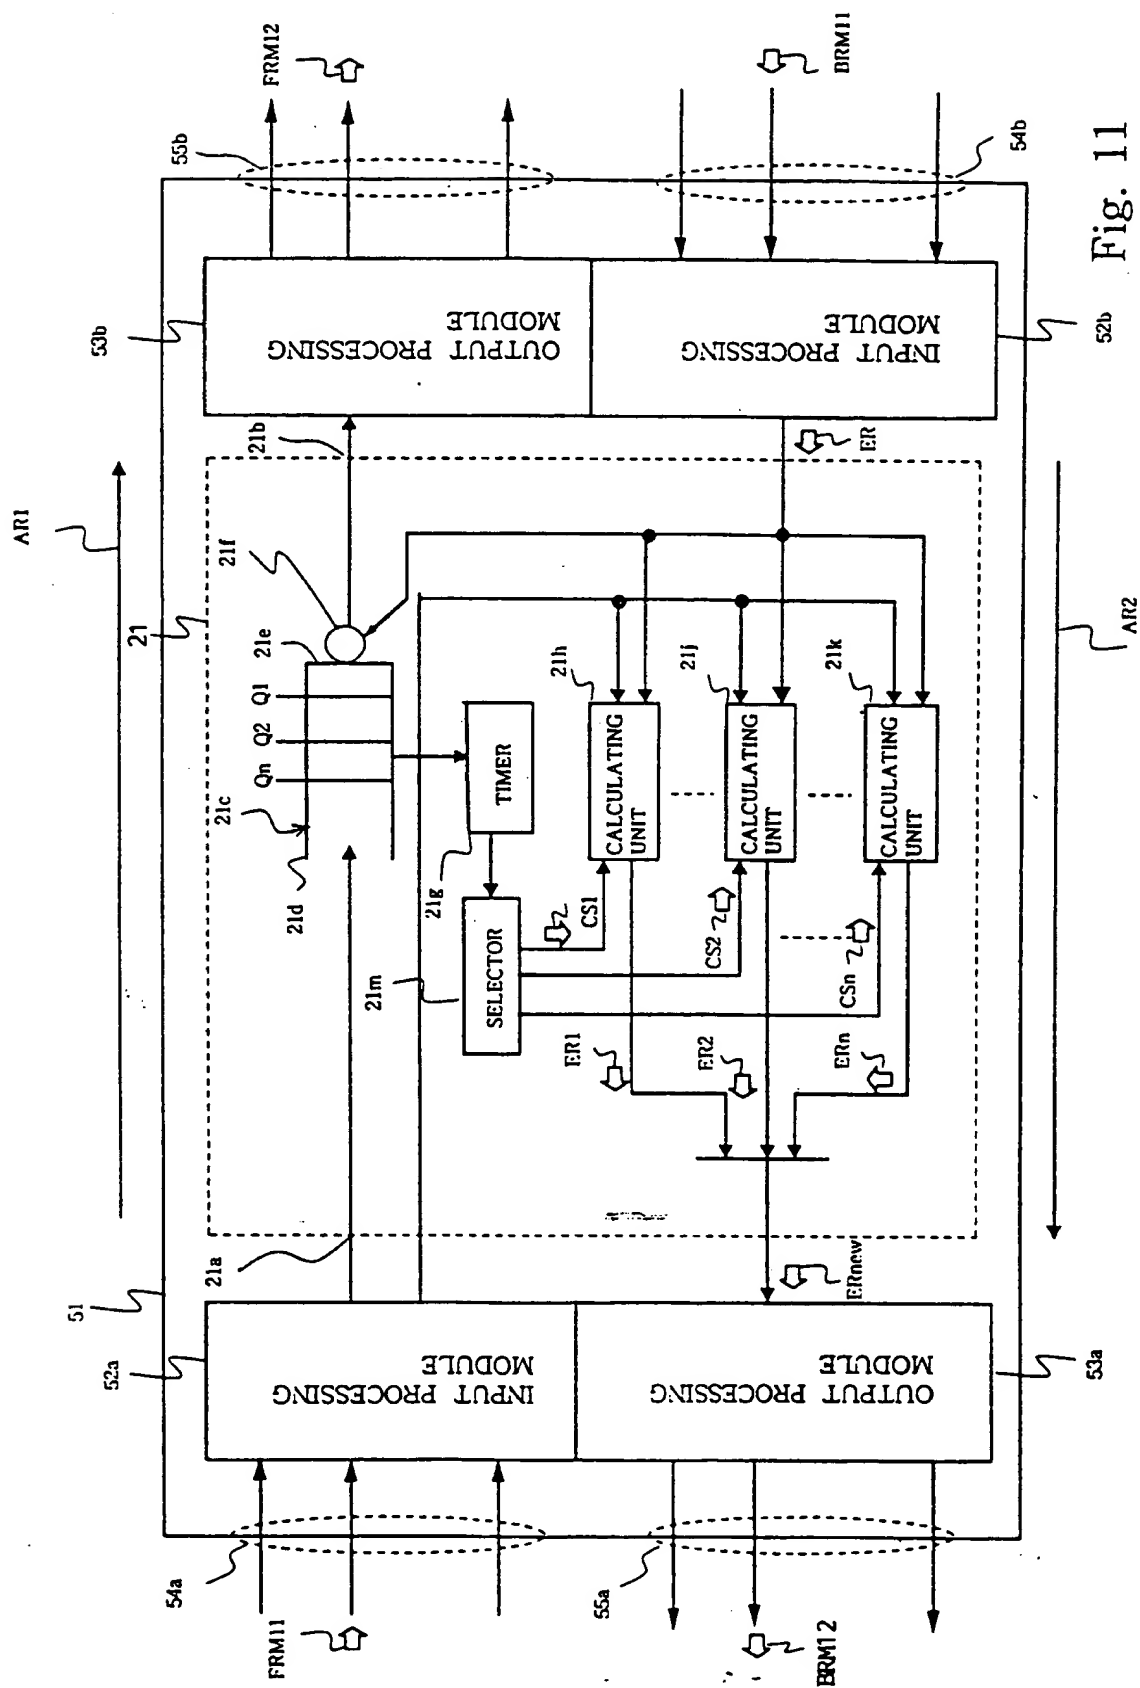 FRM12
BRM11
55b
54b
53b
OUTPUT PROCESSING
MODULE
INPUT PROCESSING
MODULE
52b
Fig. 11
AR1
21b
ER
21
21f
21e
Q1
Q2
Qn
21c
21d
TIMER
21g
21h
CALCULATING
UNIT
21j
CALCULATING
UNIT
21k
CALCULATING
UNIT
AR2
SELECTOR
21m
CS1
CS2
CSn
ER1
ER2
ERn
21a
ERnew
51
52a
INPUT PROCESSING
MODULE
OUTPUT PROCESSING
MODULE
53a
54a
55a
FRM11
BRM12